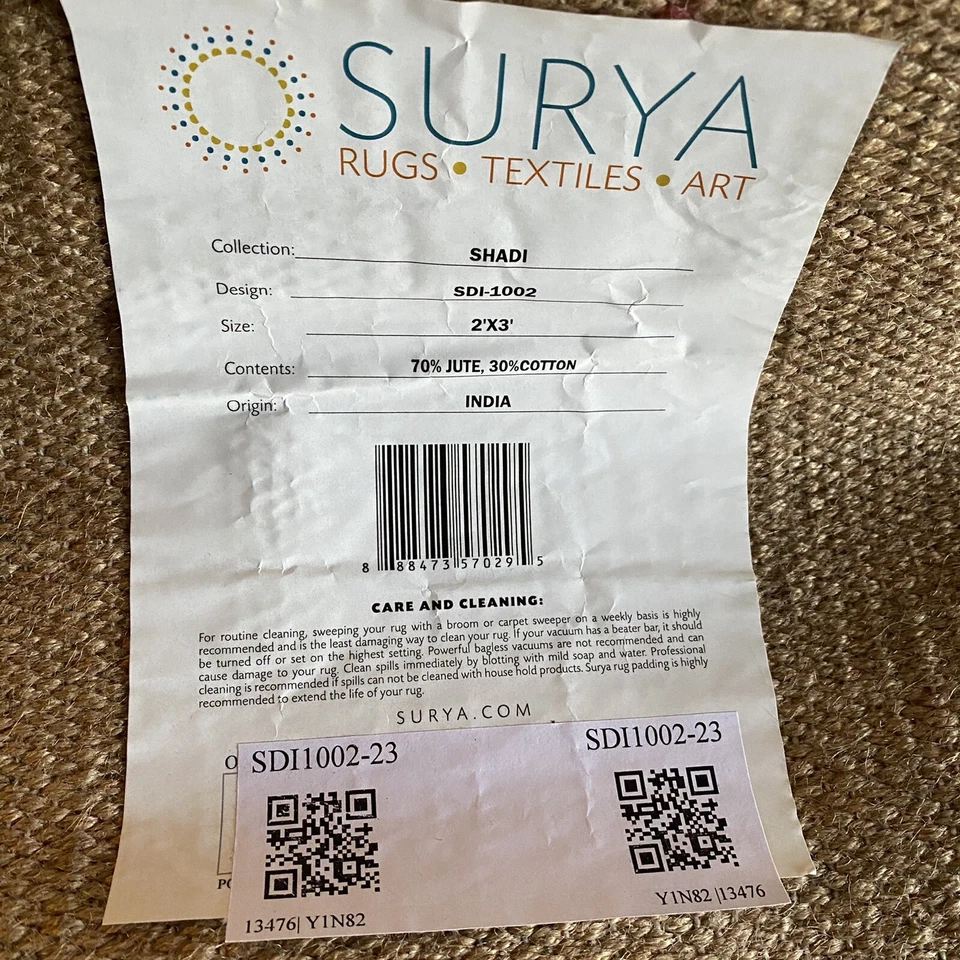 SURYA
RUGS • TEXTILES • ART
Collection: SHADI
Design: SDI-1002
Size: 2'X3'
Contents: 70% JUTE, 30%COTTON
Origin: INDIA
8 88473 57029 5
CARE AND CLEANING:
For routine cleaning, sweeping your rug with a broom or carpet sweeper on a weekly basis is highly
recommended and is the least damaging way to clean your rug. If your vacuum has a beater bar, it should
be turned off or set on the highest setting. Powerful bagless vacuums are not recommended and can
cause damage to your rug. Clean spills immediately by blotting with mild soap and water. Professional
cleaning is recommended if spills can not be cleaned with house hold products. Surya rug padding is highly
recommended to extend the life of your rug.
SURYA.COM
SDI1002-23 SDI1002-23
13476| Y1N82 Y1N82 |13476